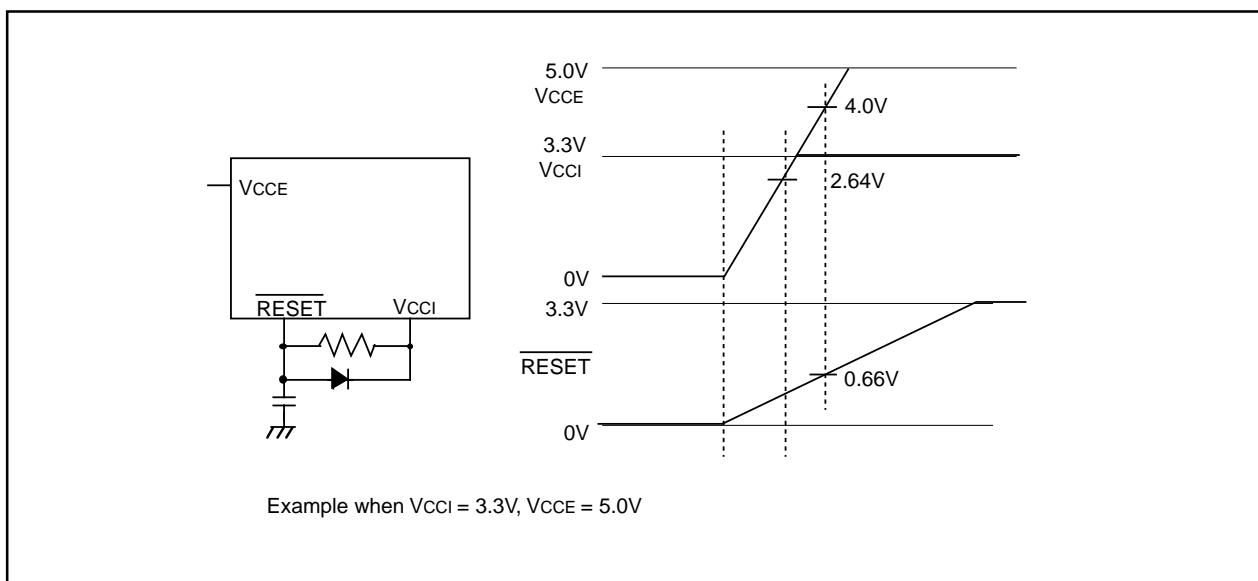 VCCE
RESET
VCCI
5.0V
VCCE
4.0V
3.3V
VCCI
2.64V
0V
3.3V
RESET
0.66V
0V
Example when VCCI = 3.3V, VCCE = 5.0V